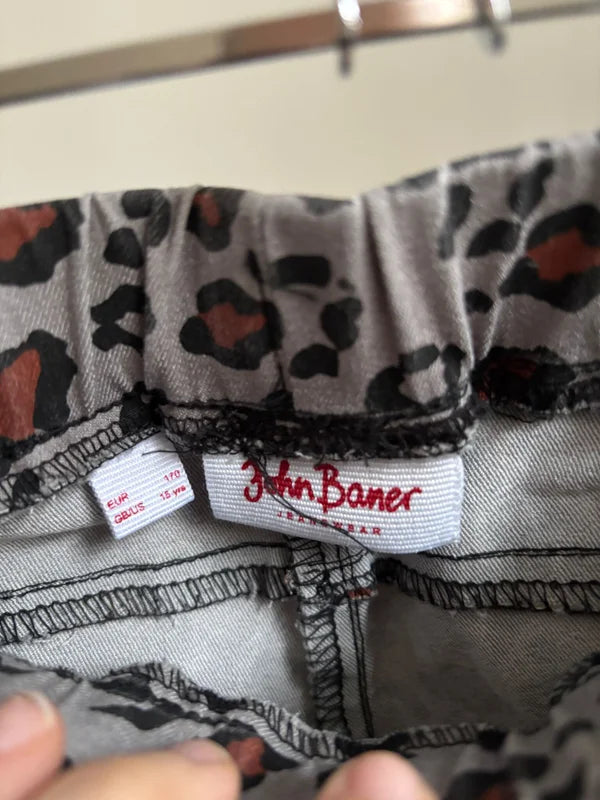 EUR 170
GB/US 15 yrs
John Baner
JEANSWEAR